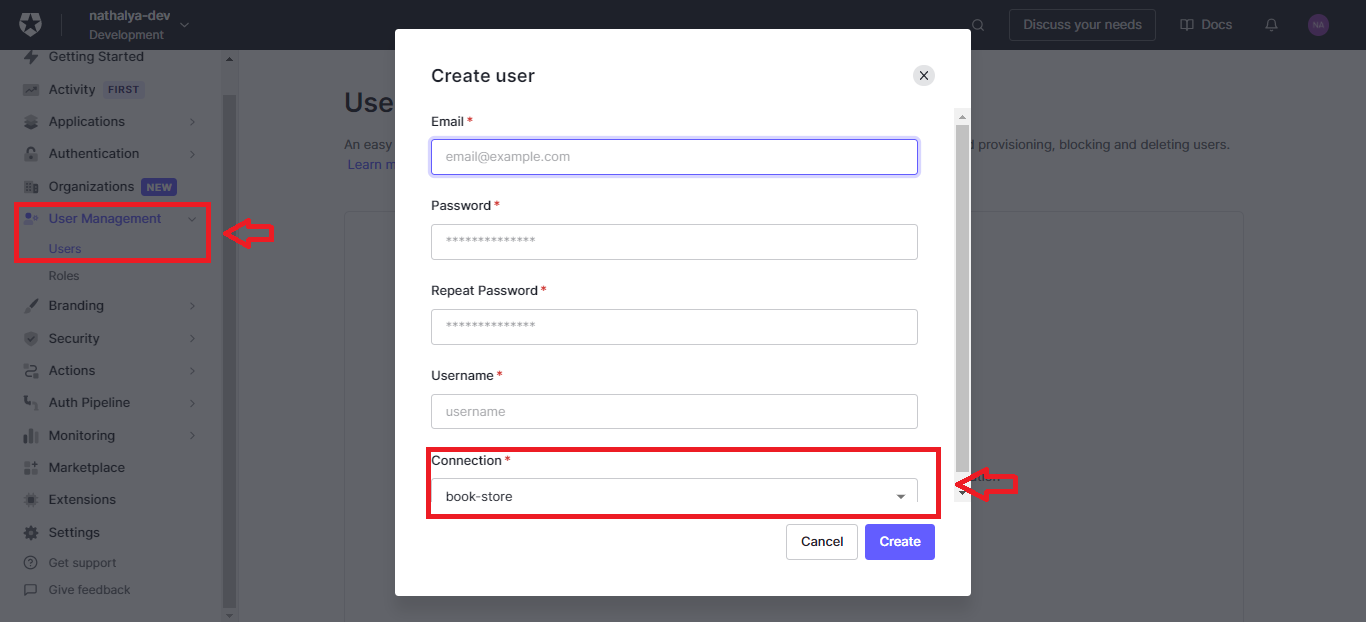 nathalya-dev
Development
Discuss your needs
Docs
NA
Getting Started
Activity FIRST
Applications
Authentication
Organizations NEW
User Management
Users
Roles
Branding
Security
Actions
Auth Pipeline
Monitoring
Marketplace
Extensions
Settings
Get support
Give feedback
Use
An easy
provisioning, blocking and deleting users.
Learn m
Create user
Email *
email@example.com
Password *
**************
Repeat Password *
**************
Username *
username
Connection *
book-store
Cancel
Create